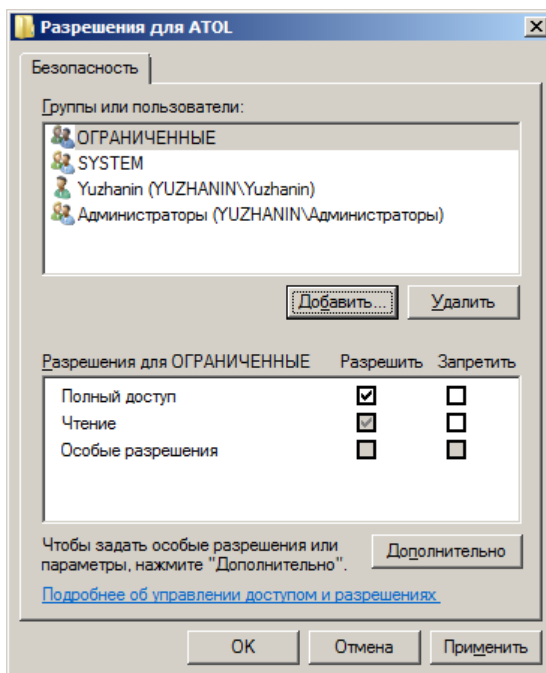 Разрешения для ATOL
Безопасность
Группы или пользователи:
ОГРАНИЧЕННЫЕ
SYSTEM
Yuzhanin (YUZHANIN\Yuzhanin)
Администраторы (YUZHANIN\Администраторы)
Добавить... Удалить
Разрешения для ОГРАНИЧЕННЫЕ Разрешить Запретить
Полный доступ
Чтение
Особые разрешения
Чтобы задать особые разрешения или
параметры, нажмите "Дополнительно".
Дополнительно
Подробнее об управлении доступом и разрешениях
OK Отмена Применить